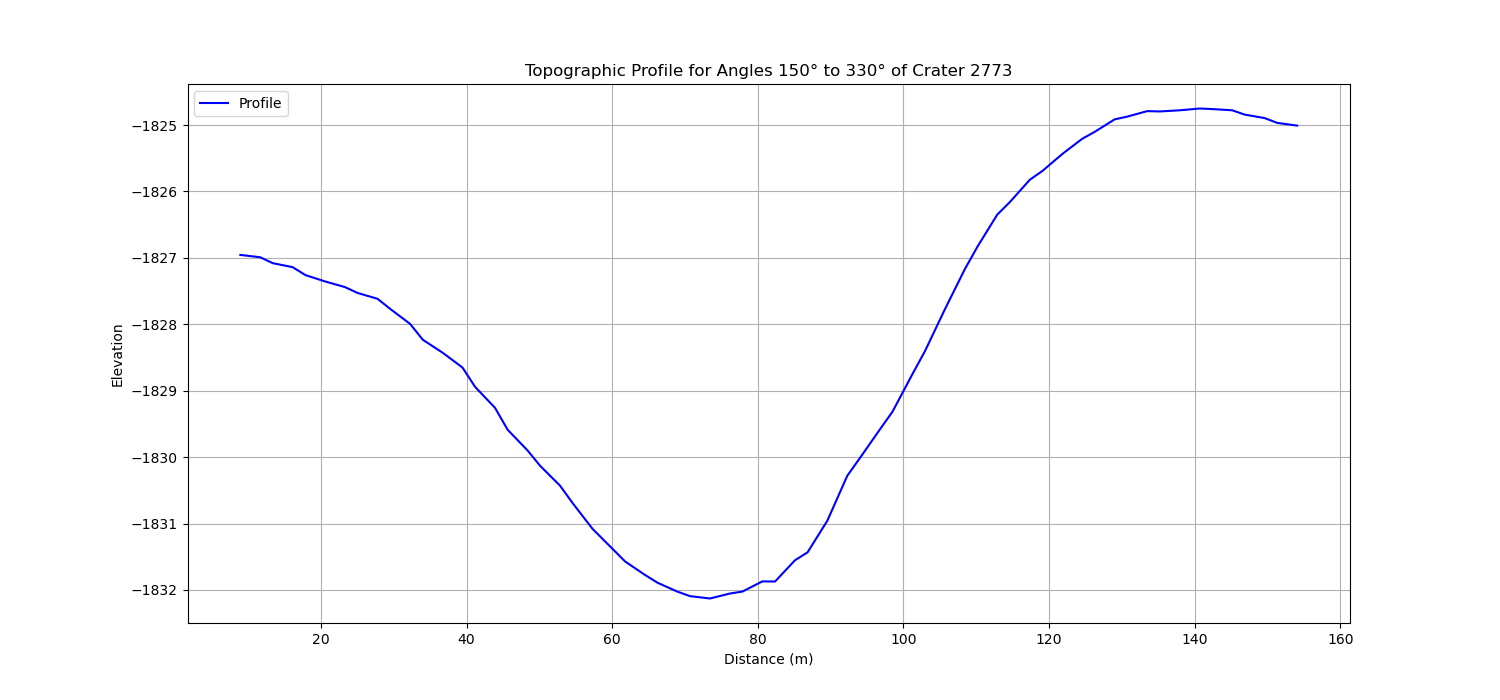 Topographic Profile for Angles 150° to 330° of Crater 2773
Profile
−1825
−1826
−1827
−1828
−1829
−1830
−1831
−1832
Elevation
20 40 60 80 100 120 140 160
Distance (m)